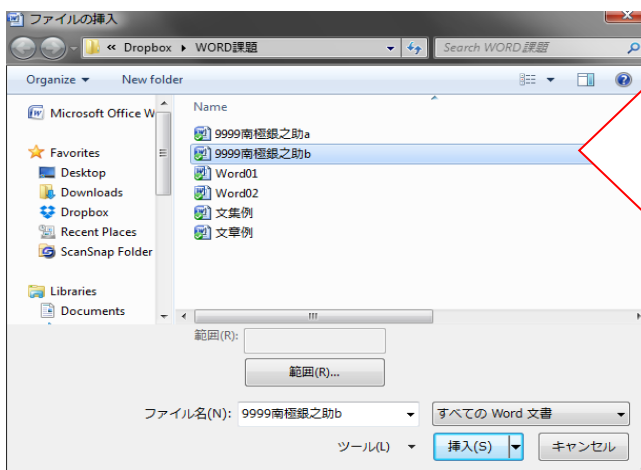 ファイルの挿入
« Dropbox ▸ WORD課題
Search WORD課題
Organize ▾ New folder
Microsoft Office W
Favorites
Desktop
Downloads
Dropbox
Recent Places
ScanSnap Folder
Libraries
Documents
Name
9999南極銀之助a
9999南極銀之助b
Word01
Word02
文集例
文章例
範囲(R):
範囲(R)...
ファイル名(N): 9999南極銀之助b
すべての Word 文書
ツール(L)
挿入(S)
キャンセル